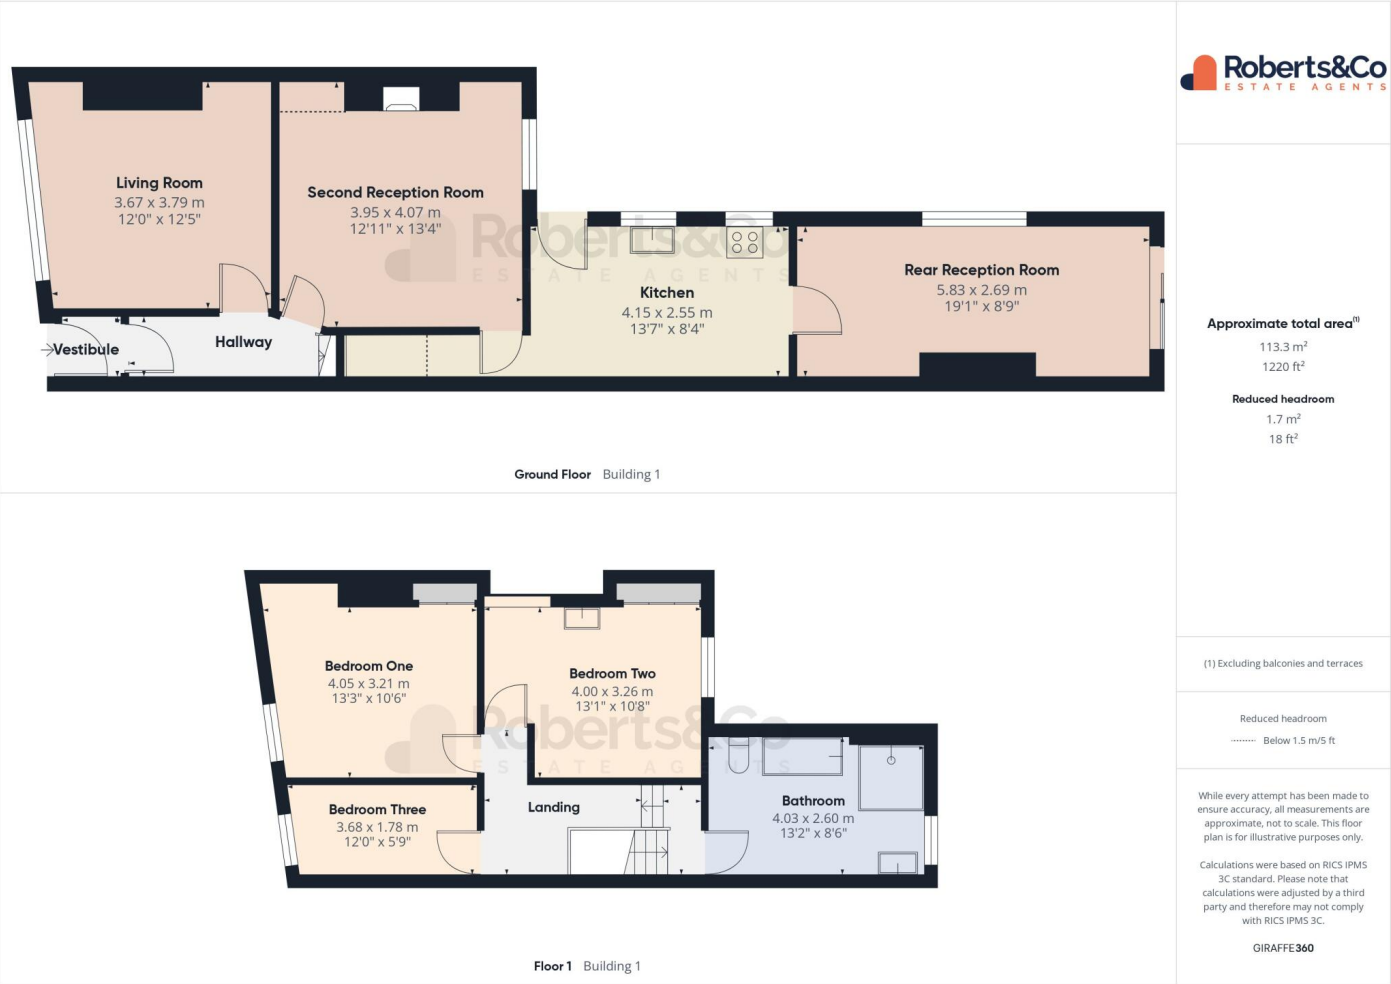 Living Room
3.67 x 3.79 m
12'0" x 12'5"
Second Reception Room
3.95 x 4.07 m
12'11" x 13'4"
Kitchen
4.15 x 2.55 m
13'7" x 8'4"
Rear Reception Room
5.83 x 2.69 m
19'1" x 8'9"
Vestibule
Hallway
Roberts&Co
ESTATE AGENTS
Ground Floor Building 1
Bedroom One
4.05 x 3.21 m
13'3" x 10'6"
Bedroom Two
4.00 x 3.26 m
13'1" x 10'8"
Bedroom Three
3.68 x 1.78 m
12'0" x 5'9"
Landing
Bathroom
4.03 x 2.60 m
13'2" x 8'6"
Roberts&Co
ESTATE AGENTS
Floor 1 Building 1
Roberts&Co
ESTATE AGENTS
Approximate total area(1)
113.3 m²
1220 ft²
Reduced headroom
1.7 m²
18 ft²
(1) Excluding balconies and terraces
Reduced headroom
Below 1.5 m/5 ft
While every attempt has been made to
ensure accuracy, all measurements are
approximate, not to scale. This floor
plan is for illustrative purposes only.
Calculations were based on RICS IPMS
3C standard. Please note that
calculations were adjusted by a third
party and therefore may not comply
with RICS IPMS 3C.
GIRAFFE360